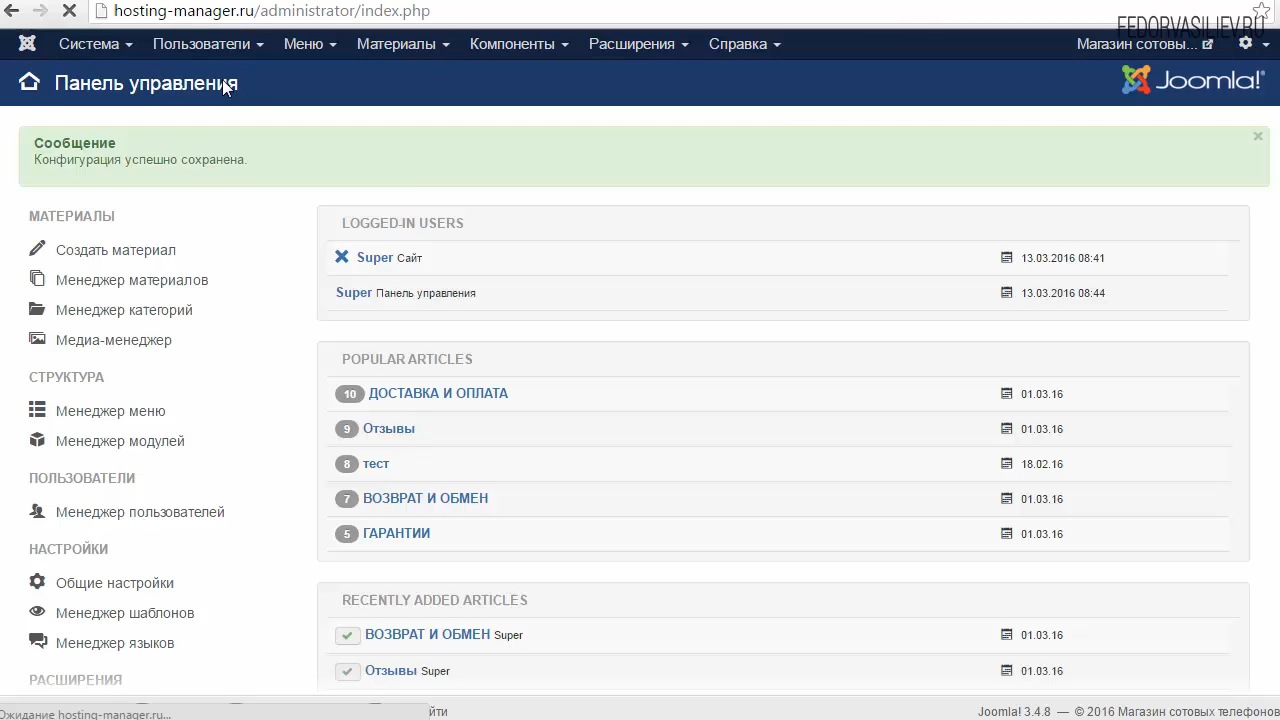 hosting-manager.ru/administrator/index.php
FEDORVASILIEV.RU
Система Пользователи Меню Материалы Компоненты Расширения Справка Магазин сотовы...
Панель управления Joomla!
Сообщение
Конфигурация успешно сохранена.
МАТЕРИАЛЫ
Создать материал
Менеджер материалов
Менеджер категорий
Медиа-менеджер
СТРУКТУРА
Менеджер меню
Менеджер модулей
ПОЛЬЗОВАТЕЛИ
Менеджер пользователей
НАСТРОЙКИ
Общие настройки
Менеджер шаблонов
Менеджер языков
РАСШИРЕНИЯ
LOGGED-IN USERS
Super Сайт 13.03.2016 08:41
Super Панель управления 13.03.2016 08:44
POPULAR ARTICLES
10 ДОСТАВКА И ОПЛАТА 01.03.16
9 Отзывы 01.03.16
8 тест 18.02.16
7 ВОЗВРАТ И ОБМЕН 01.03.16
5 ГАРАНТИИ 01.03.16
RECENTLY ADDED ARTICLES
ВОЗВРАТ И ОБМЕН Super 01.03.16
Отзывы Super 01.03.16
Ожидание hosting-manager.ru...
Joomla! 3.4.8 — © 2016 Магазин сотовых телефонов